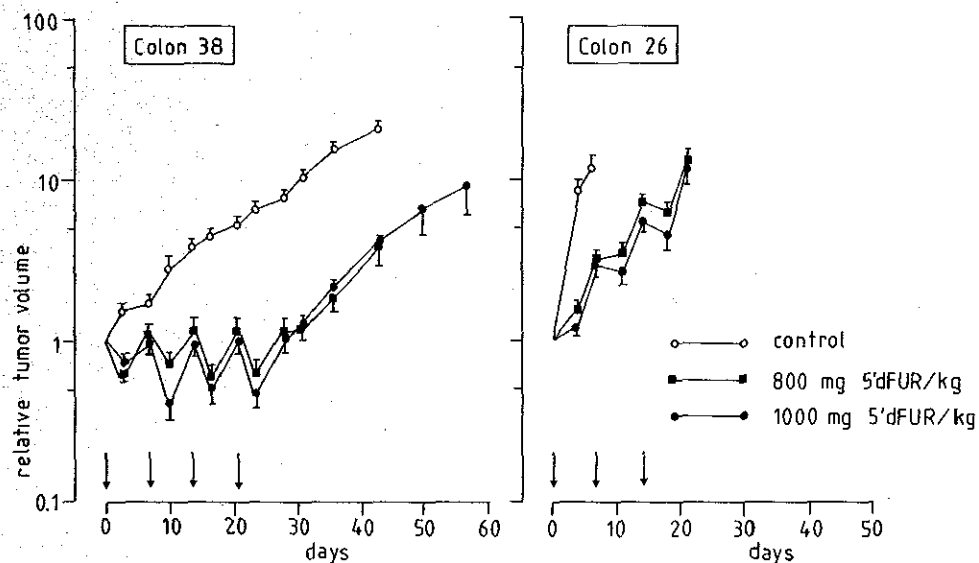 Colon 38
Colon 26
relative tumor volume
100
10
1
0.1
0 10 20 30 40 50 60
days
0 10 20 30 40 50
days
control
800 mg 5'dFUR/kg
1000 mg 5'dFUR/kg